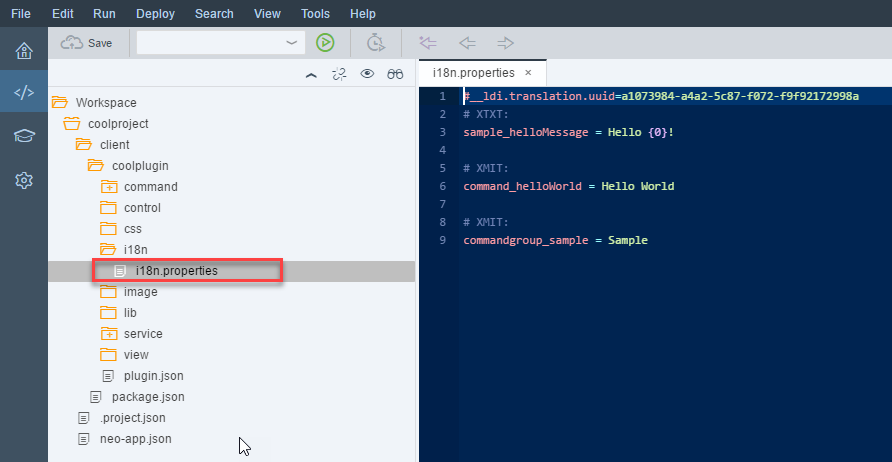 File Edit Run Deploy Search View Tools Help
Save
i18n.properties ×
Workspace
coolproject
client
coolplugin
command
control
css
i18n
i18n.properties
image
lib
service
view
plugin.json
package.json
.project.json
neo-app.json
1 #__ldi.translation.uuid=a1073984-a4a2-5c87-f072-f9f92172998a
2 # XTXT:
3 sample_helloMessage = Hello {0}!
4
5 # XMIT:
6 command_helloWorld = Hello World
7
8 # XMIT:
9 commandgroup_sample = Sample